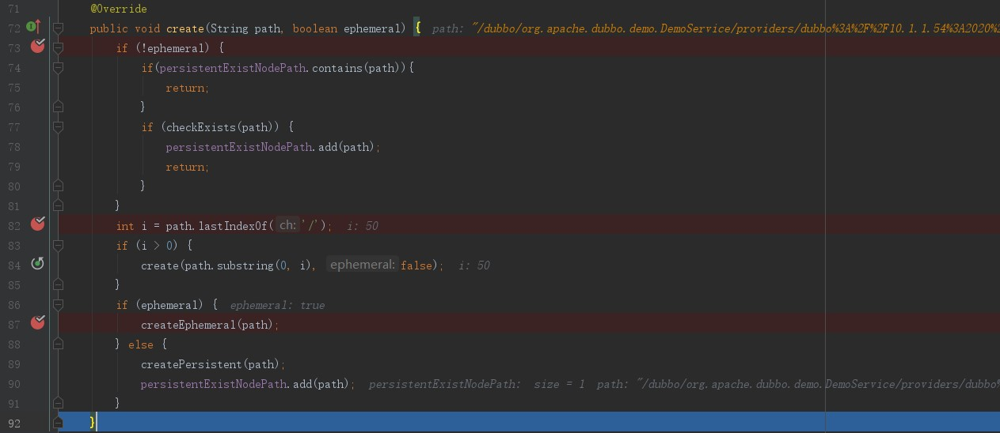 71 @Override
72 public void create(String path, boolean ephemeral) { path: "/dubbo/org.apache.dubbo.demo.DemoService/providers/dubbo%3A%2F%2F10.1.1.54%3A2020%2
73 if (!ephemeral) {
74 if(persistentExistNodePath.contains(path)){
75 return;
76 }
77 if (checkExists(path)) {
78 persistentExistNodePath.add(path);
79 return;
80 }
81 }
82 int i = path.lastIndexOf( ch: '/'); i: 50
83 if (i > 0) {
84 create(path.substring(0, i), ephemeral: false); i: 50
85 }
86 if (ephemeral) { ephemeral: true
87 createEphemeral(path);
88 } else {
89 createPersistent(path);
90 persistentExistNodePath.add(path); persistentExistNodePath: size = 1 path: "/dubbo/org.apache.dubbo.demo.DemoService/providers/dubbo%
91 }
92 }